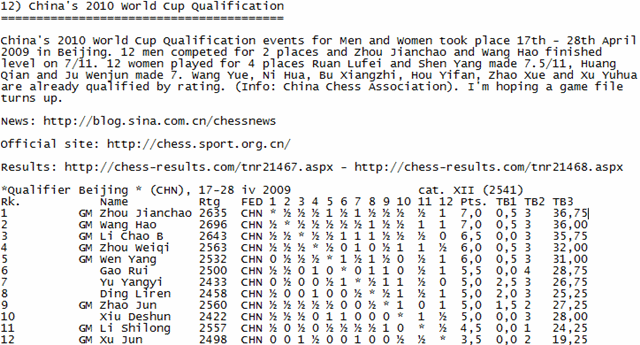 12) China's 2010 World Cup Qualification
========================================
China's 2010 World Cup Qualification events for Men and Women took place 17th - 28th April
2009 in Beijing. 12 men competed for 2 places and Zhou Jianchao and Wang Hao finished
level on 7/11. 12 women played for 4 places Ruan Lufei and Shen Yang made 7.5/11, Huang
Qian and Ju Wenjun made 7. Wang Yue, Ni Hua, Bu Xiangzhi, Hou Yifan, Zhao Xue and Xu Yuhua
are already qualified by rating. (Info: China Chess Association). I'm hoping a game file
turns up.
News: http://blog.sina.com.cn/chessnews
Official site: http://chess.sport.org.cn/
Results: http://chess-results.com/tnr21467.aspx - http://chess-results.com/tnr21468.aspx
*Qualifier Beijing * (CHN), 17-28 iv 2009 cat. XII (2541)
Rk. Name Rtg FED 1 2 3 4 5 6 7 8 9 10 11 12 Pts. TB1 TB2 TB3
1 GM Zhou Jianchao 2635 CHN * ½ ½ ½ 1 ½ 1 ½ ½ ½ ½ 1 7,0 0,5 3 36,75
2 GM Wang Hao 2696 CHN ½ * ½ ½ ½ ½ 1 1 ½ ½ ½ 1 7,0 0,5 3 36,00
3 GM Li Chao B 2643 CHN ½ ½ * ½ ½ ½ 1 1 1 ½ ½ 0 6,5 0,0 3 35,75
4 GM Zhou Weiqi 2563 CHN ½ ½ ½ * ½ 0 1 0 ½ 1 1 ½ 6,0 0,5 3 32,00
5 GM Wen Yang 2532 CHN 0 ½ ½ ½ * 1 ½ 1 ½ ½ 6,0 0,5 3 31,00
6 Gao Rui 2500 CHN ½ ½ ½ 1 0 * 0 1 0 0 ½ 1 5,0 5,0 0,0 4 28,75
7 Yu Yangyi 2433 CHN 0 0 0 0 ½ 1 * ½ ½ 1 1 ½ 5,0 2,5 3 26,75
8 Ding Liren 2458 CHN ½ 0 0 1 0 0 ½ * ½ 1 ½ 1 5,0 2,0 3 25,25
9 GM Zhao Jun 2560 CHN ½ ½ 0 ½ ½ 1 ½ ½ * 1 0 5,0 1,5 2 27,25
10 Xiu Deshun 2422 CHN ½ ½ ½ 0 ½ 1 0 0 0 * 1 5,0 0,0 3 28,00
11 GM Li Shilong 2557 CHN ½ ½ ½ 0 ½ 0 ½ 1 0 * ½ 4,5 0,0 1 24,25
12 GM Xu Jun 2498 CHN 0 0 1 ½ 0 0 ½ 0 ½ * 3,5 0,0 2 19,25